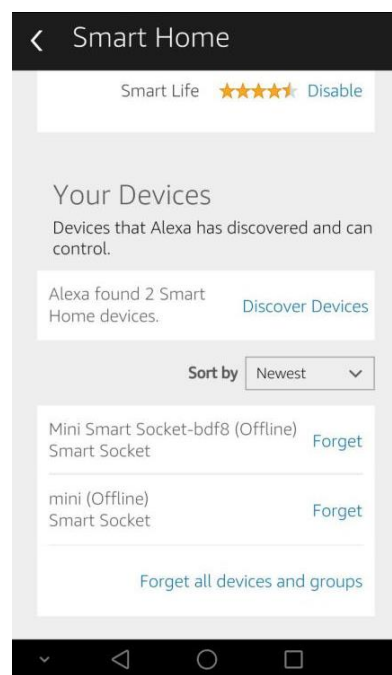 Smart Home
Smart Life Disable
Your Devices
Devices that Alexa has discovered and can
control.
Alexa found 2 Smart
Home devices.
Discover Devices
Sort by Newest
Mini Smart Socket-bdf8 (Offline)
Smart Socket
Forget
mini (Offline)
Smart Socket
Forget
Forget all devices and groups